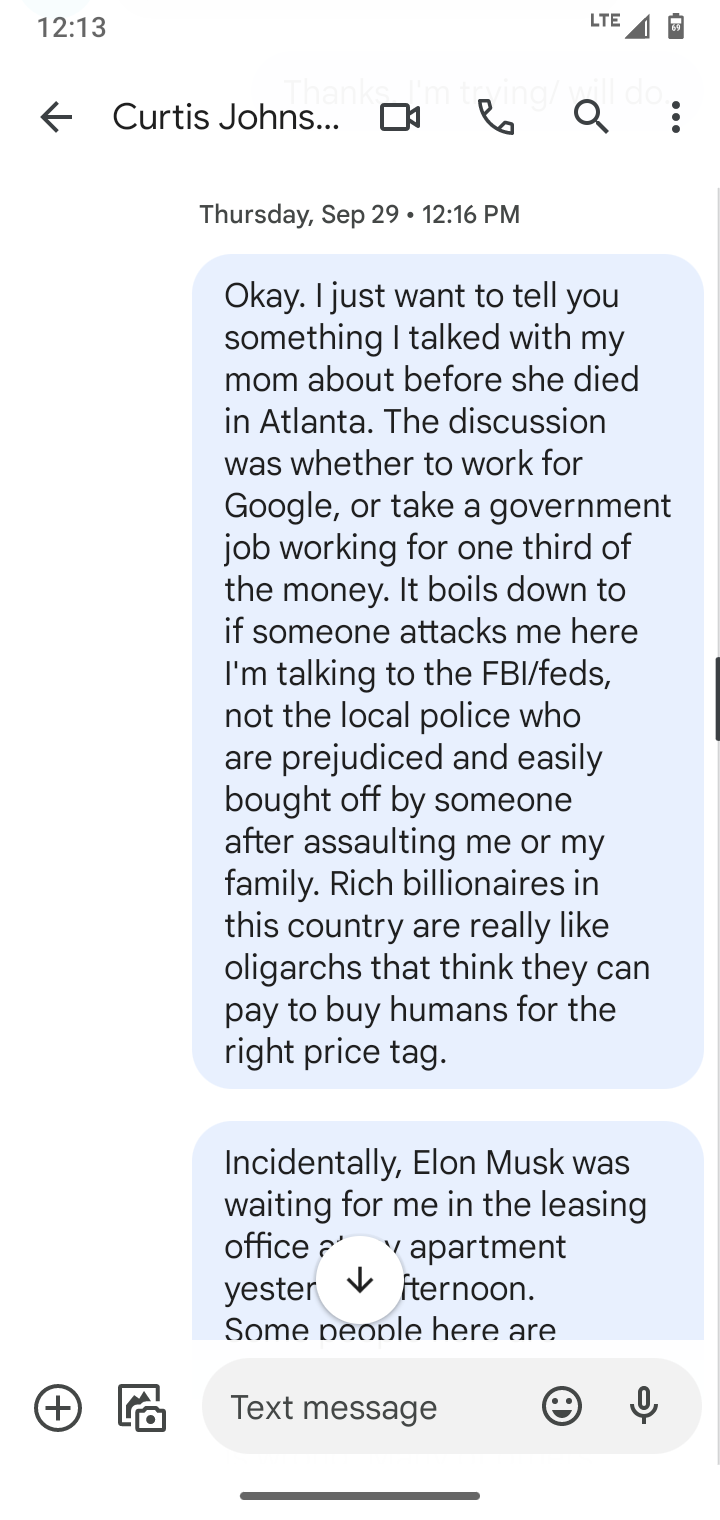 12:13
LTE
69
Thanks, I'm trying/ will do.
Curtis Johns...
Thursday, Sep 29 • 12:16 PM
Okay. I just want to tell you
something I talked with my
mom about before she died
in Atlanta. The discussion
was whether to work for
Google, or take a government
job working for one third of
the money. It boils down to
if someone attacks me here
I'm talking to the FBI/feds,
not the local police who
are prejudiced and easily
bought off by someone
after assaulting me or my
family. Rich billionaires in
this country are really like
oligarchs that think they can
pay to buy humans for the
right price tag.
Incidentally, Elon Musk was
waiting for me in the leasing
office apartment
Some people here are
Text message